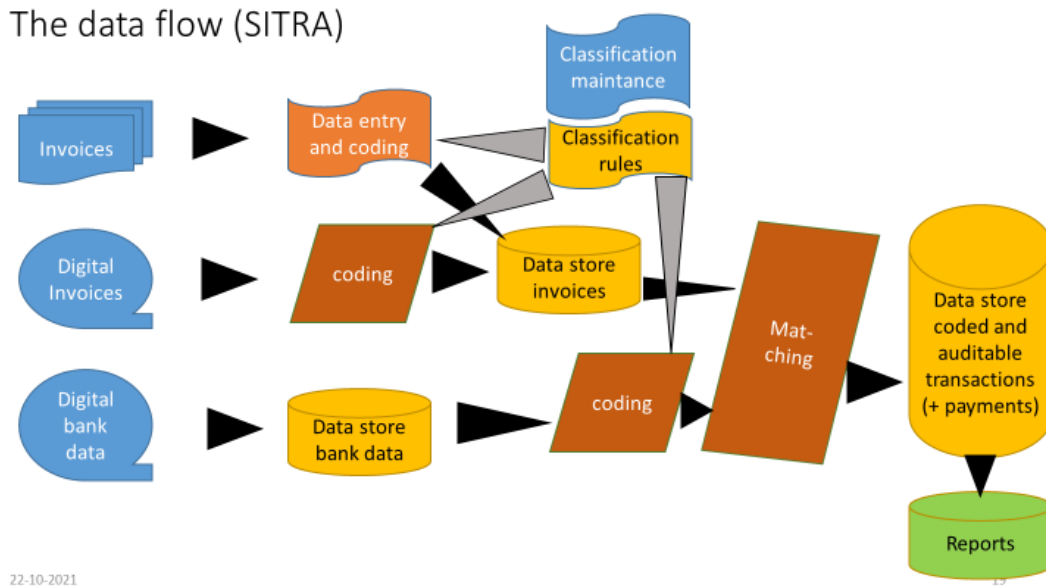 The data flow (SITRA)
Classification
maintance
Invoices
Data entry
and coding
Classification
rules
Digital
Invoices
coding
Data store
invoices
Mat-
ching
Data store
coded and
auditable
transactions
(+ payments)
Digital
bank
data
Data store
bank data
coding
Reports
22-10-2021
19